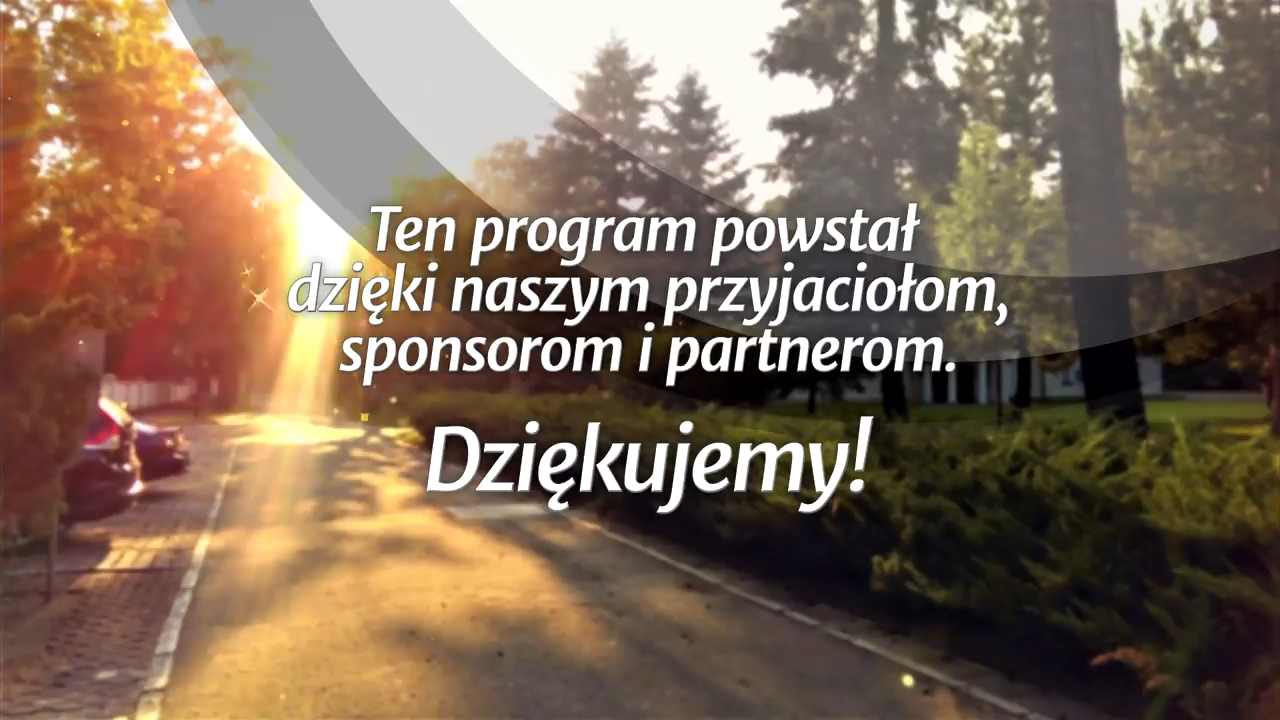 Ten program powstał
dzięki naszym przyjaciołom,
sponsorom i partnerom.
Dziękujemy!